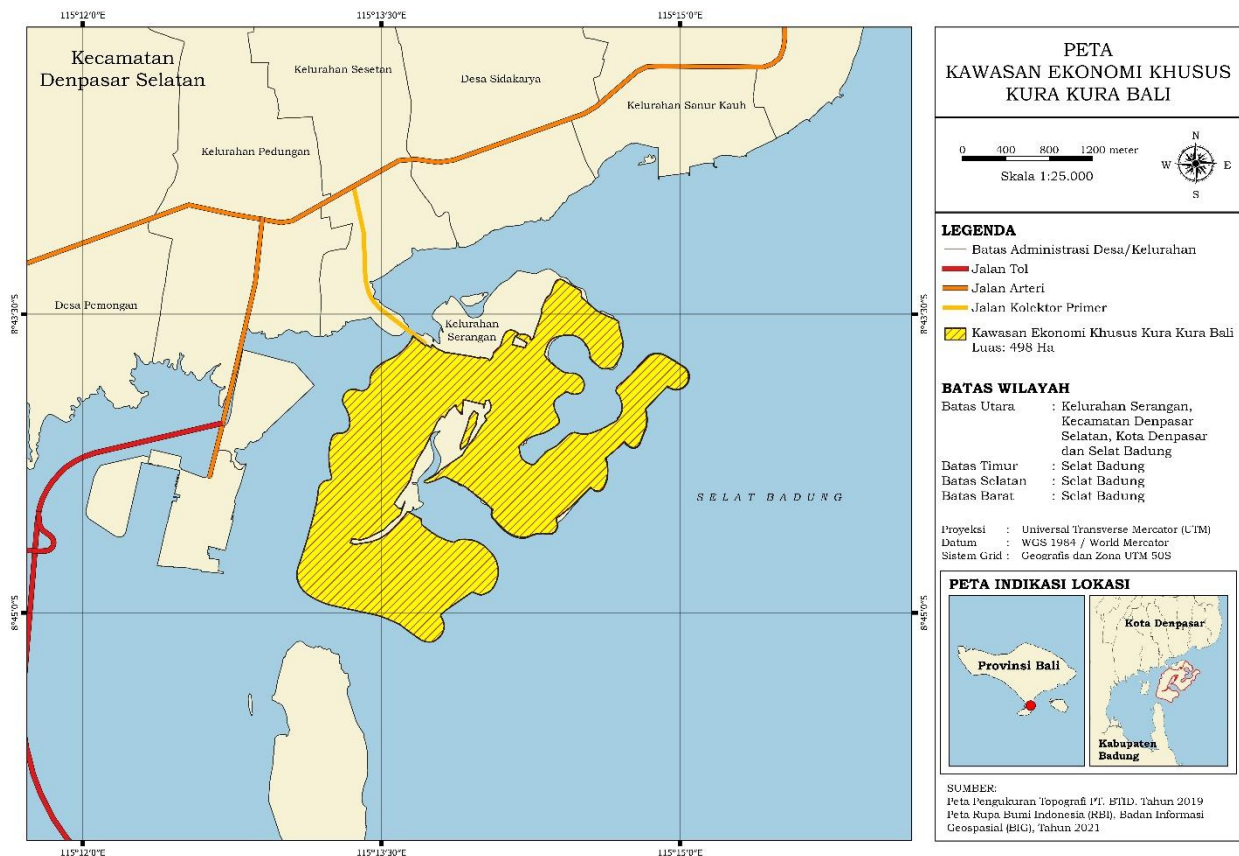 115°12'0"E
115°13'30"E
115°15'0"E
Kecamatan
Denpasar Selatan
Kelurahan Sesetan
Desa Sidakarya
Kelurahan Sanur Kauh
Kelurahan Pedungan
Desa Pemongan
Kelurahan
Serangan
SELAT BADUNG
8°43'30"S
8°43'30"S
8°45'0"S
8°45'0"S
115°12'0"E
115°13'30"E
115°15'0"E
PETA
KAWASAN EKONOMI KHUSUS
KURA KURA BALI
0 400 800 1200 meter
Skala 1:25.000
N
W E
S
LEGENDA
Batas Administrasi Desa/Kelurahan
Jalan Tol
Jalan Arteri
Jalan Kolektor Primer
Kawasan Ekonomi Khusus Kura Kura Bali
Luas: 498 Ha
BATAS WILAYAH
Batas Utara : Kelurahan Serangan,
Kecamatan Denpasar
Selatan, Kota Denpasar
dan Selat Badung
Batas Timur : Selat Badung
Batas Selatan : Selat Badung
Batas Barat : Selat Badung
Proyeksi : Universal Transverse Mercator (UTM)
Datum : WGS 1984 / World Mercator
Sistem Grid : Geografis dan Zona UTM 50S
PETA INDIKASI LOKASI
Provinsi Bali
Kota Denpasar
Kabupaten
Badung
SUMBER:
Peta Pengukuran Topografi PT. BTID, Tahun 2019
Peta Rupa Bumi Indonesia (RBI), Badan Informasi
Geospasial (BIG), Tahun 2021